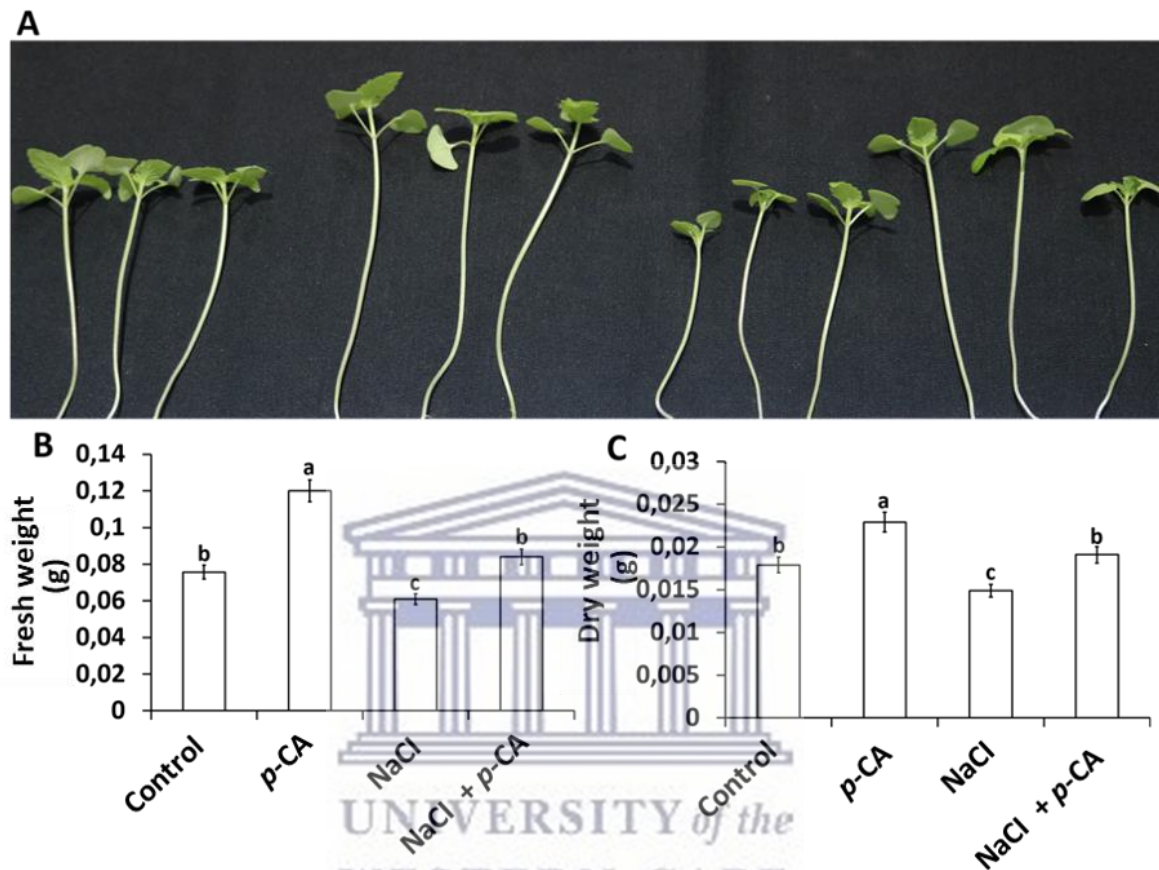 A
B
Fresh weight
(g)
0,14
0,12
0,1
0,08
0,06
0,04
0,02
0
b
a
c
b
Control
p-CA
NaCl
NaCl + p-CA
C
Dry weight
(g)
0,03
0,025
0,02
0,015
0,01
0,005
0
b
a
c
b
Control
p-CA
NaCl
NaCl + p-CA
UNIVERSITY of the
WESTERN CAPE